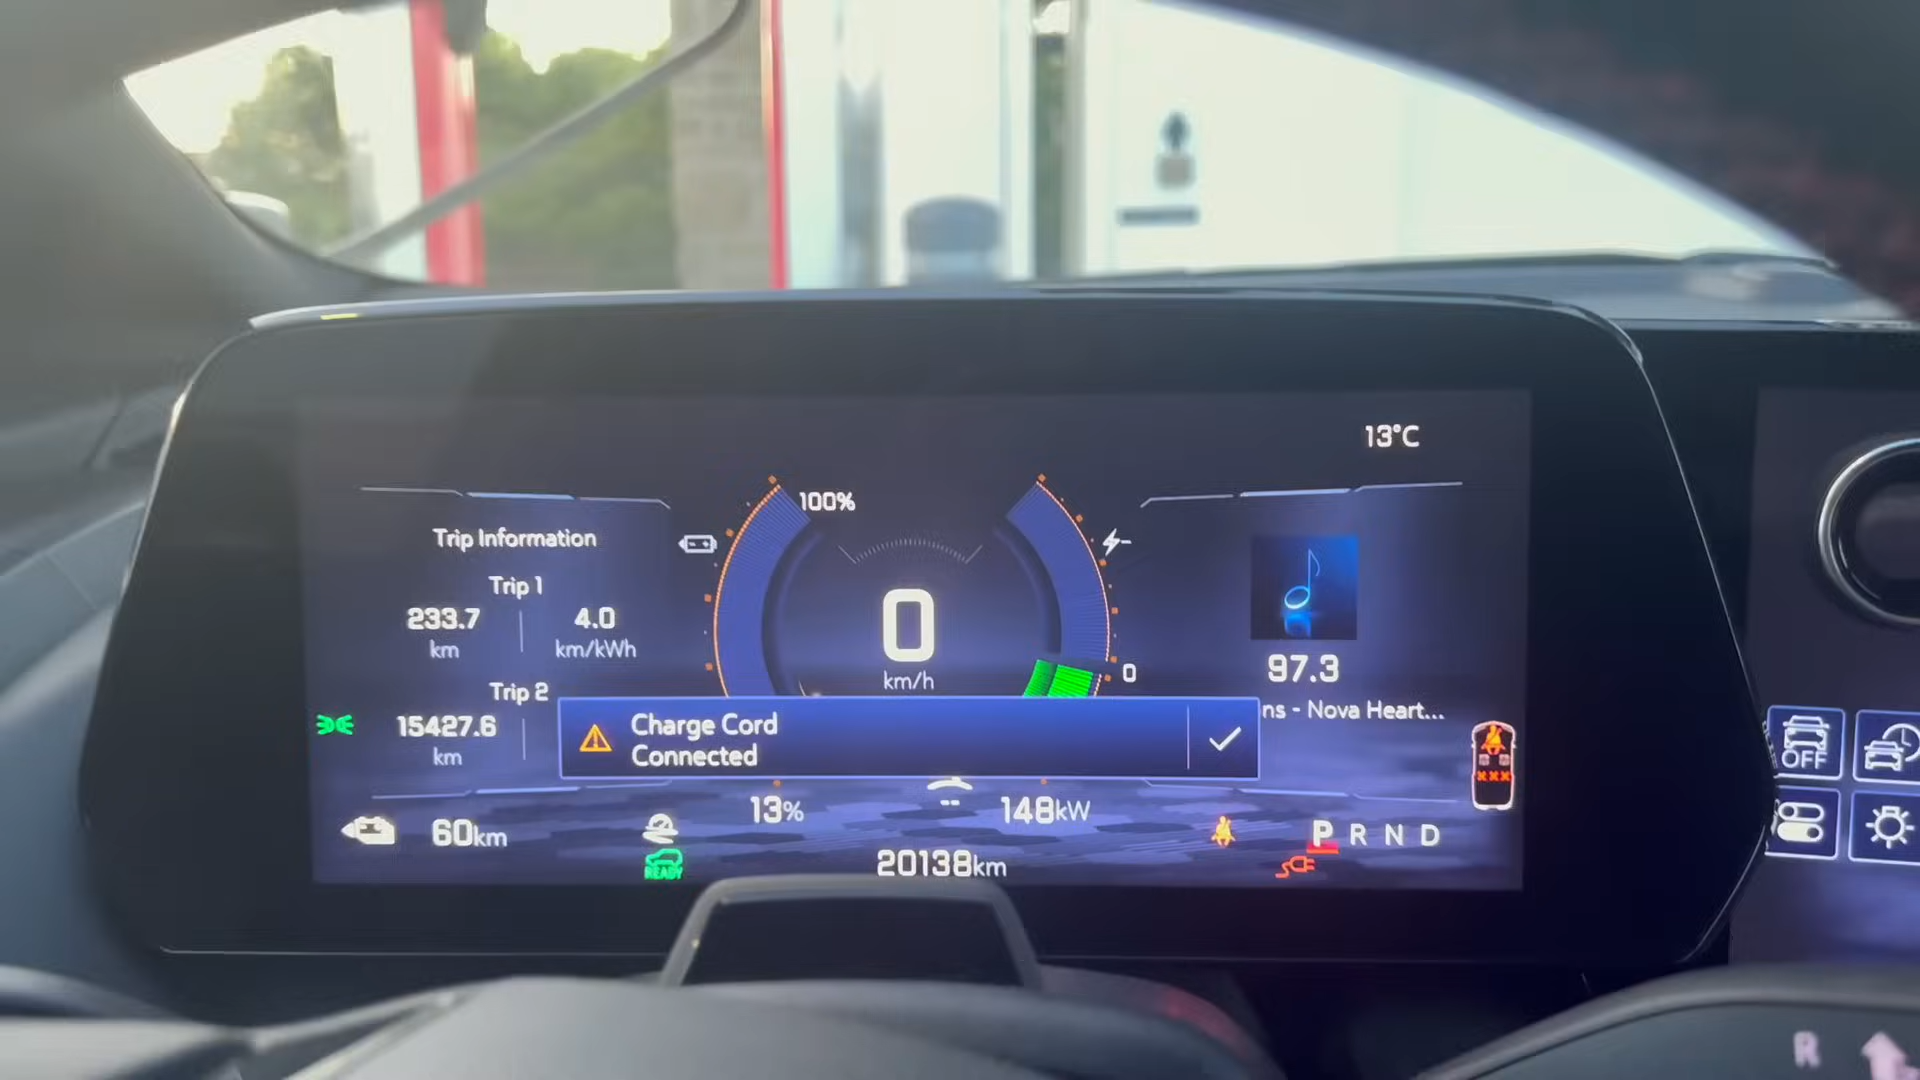 13°C
100%
Trip Information
Trip 1
233.7 4.0
km km/kWh
Trip 2
15427.6
km
0
km/h
0
97.3
ns - Nova Heart...
Charge Cord
Connected
13% 148kW
60km
READY
20138km
P R N D
OFF
R